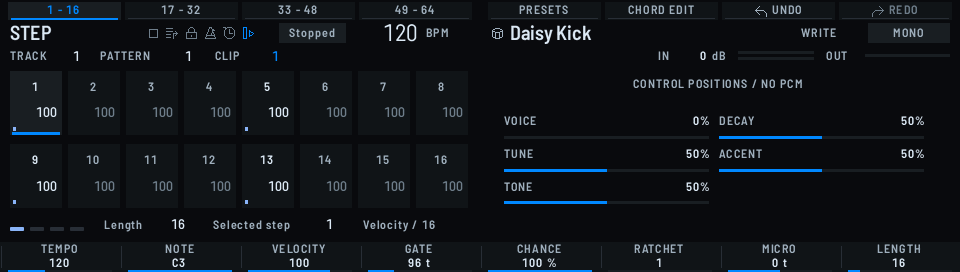 1 - 16 17 - 32 33 - 48 49 - 64 PRESETS CHORD EDIT UNDO REDO
STEP Stopped 120 BPM Daisy Kick WRITE MONO
TRACK 1 PATTERN 1 CLIP 1 IN 0 dB OUT
CONTROL POSITIONS / NO PCM
1 2 3 4 5 6 7 8
100 100 100 100 100 100 100 100
VOICE 0% DECAY 50%
TUNE 50% ACCENT 50%
9 10 11 12 13 14 15 16
100 100 100 100 100 100 100 100
TONE 50%
Length 16 Selected step 1 Velocity / 16
TEMPO NOTE VELOCITY GATE CHANCE RATCHET MICRO LENGTH
120 C3 100 96 t 100 % 1 0 t 16